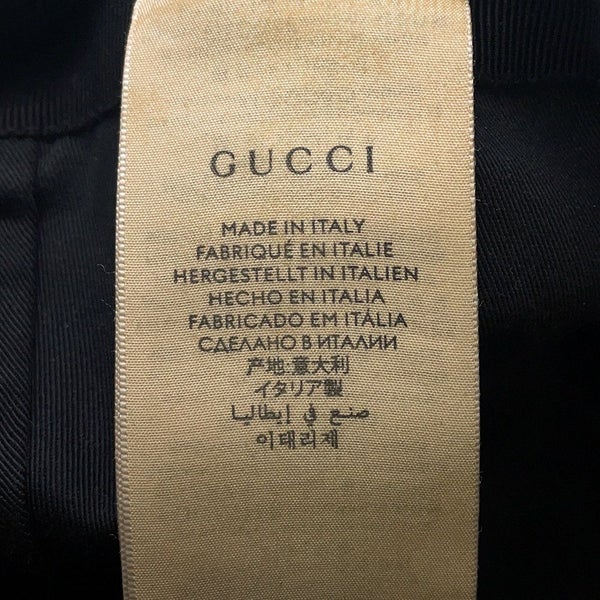 GUCCI
MADE IN ITALY
FABRIQUÉ EN ITALIE
HERGESTELLT IN ITALIEN
HECHO EN ITALIA
FABRICADO EM ITÁLIA
СДЕЛАНО В ИТАЛИИ
产地:意大利
イタリア製
صنع في إيطاليا
이태리제